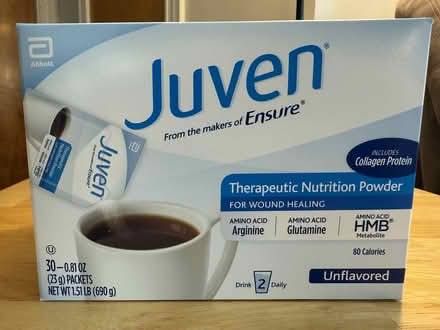 Abbott
Juven®
From the makers of Ensure®
INCLUDES
Collagen Protein
Therapeutic Nutrition Powder
FOR WOUND HEALING
AMINO ACID
Arginine
AMINO ACID
Glutamine
AMINO ACID
HMB®
Metabolite
80 Calories
Juven
U
30–0.81 OZ
(23 g) PACKETS
NET WT 1.51 LB (690 g)
Drink 2 Daily
Unflavored